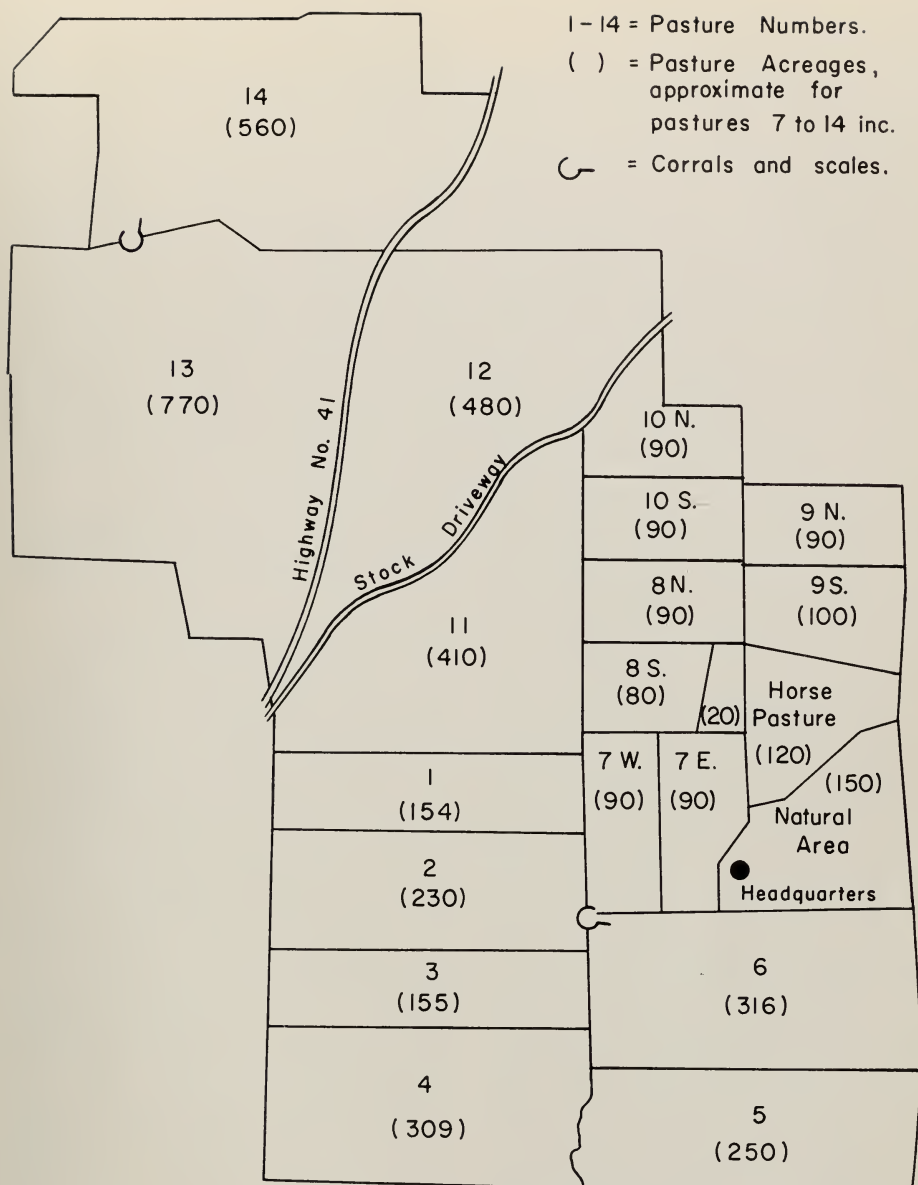 1-14 = Pasture Numbers.
( ) = Pasture Acreages,
approximate for
pastures 7 to 14 inc.
= Corrals and scales.
14
(560)
13
(770)
12
(480)
Highway No. 41
Stock Driveway
11
(410)
10 N.
(90)
10 S.
(90)
9 N.
(90)
8 N.
(90)
9 S.
(100)
8 S.
(80)
(20)
Horse
Pasture
(120)
7 W.
(90)
7 E.
(90)
(150)
Natural
Area
Headquarters
1
(154)
2
(230)
3
(155)
4
(309)
6
(316)
5
(250)